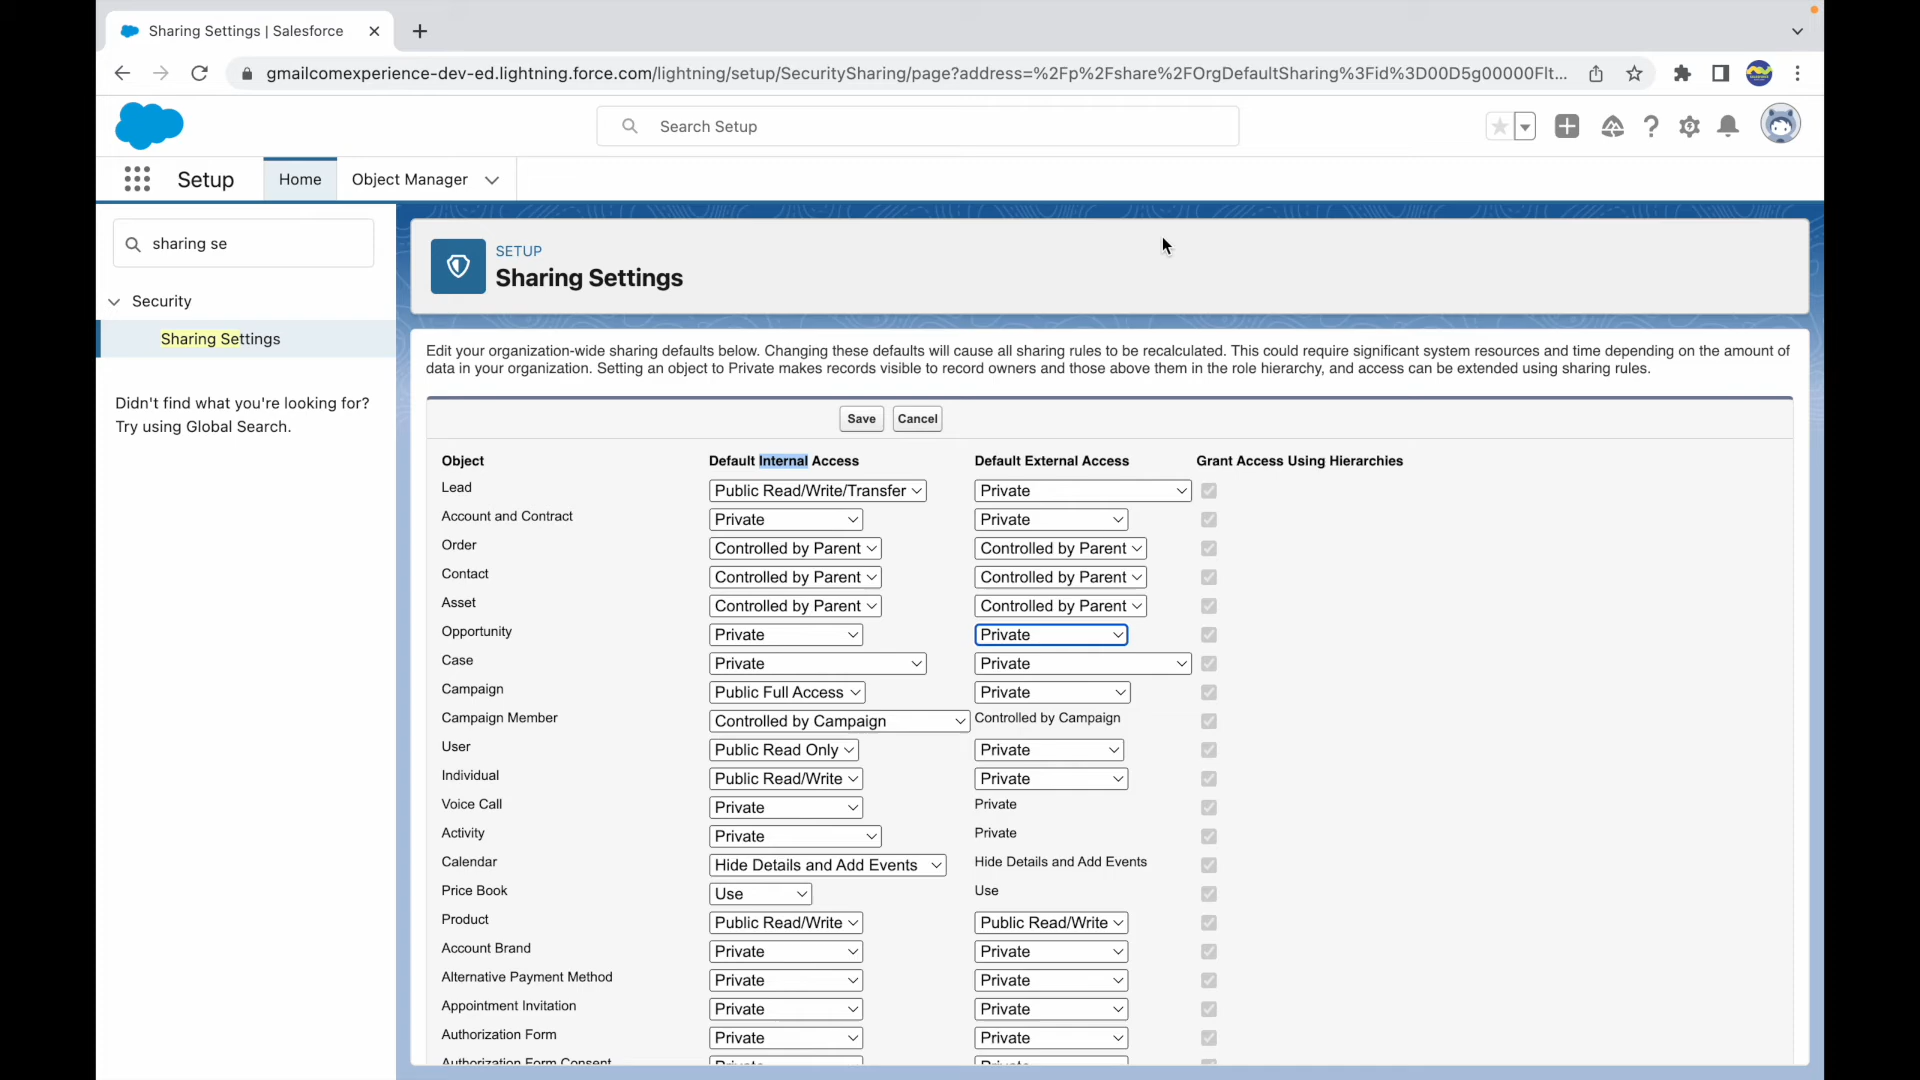 Sharing Settings | Salesforce
gmailcomexperience-dev-ed.lightning.force.com/lightning/setup/SecuritySharing/page?address=%2Fp%2Fshare%2FOrgDefaultSharing%3Fid%3D00D5g00000Flt...
Search Setup
Setup
Home
Object Manager
sharing se
Security
Sharing Settings
Didn't find what you're looking for?
Try using Global Search.
SETUP
Sharing Settings
Edit your organization-wide sharing defaults below. Changing these defaults will cause all sharing rules to be recalculated. This could require significant system resources and time depending on the amount of
data in your organization. Setting an object to Private makes records visible to record owners and those above them in the role hierarchy, and access can be extended using sharing rules.
Save Cancel
Object Default Internal Access Default External Access Grant Access Using Hierarchies
Lead Public Read/Write/Transfer Private
Account and Contract Private Private
Order Controlled by Parent Controlled by Parent
Contact Controlled by Parent Controlled by Parent
Asset Controlled by Parent Controlled by Parent
Opportunity Private Private
Case Private Private
Campaign Public Full Access Private
Campaign Member Controlled by Campaign Controlled by Campaign
User Public Read Only Private
Individual Public Read/Write Private
Voice Call Private Private
Activity Private Private
Calendar Hide Details and Add Events Hide Details and Add Events
Price Book Use Use
Product Public Read/Write Public Read/Write
Account Brand Private Private
Alternative Payment Method Private Private
Appointment Invitation Private Private
Authorization Form Private Private
Authorization Form Consent Private Private